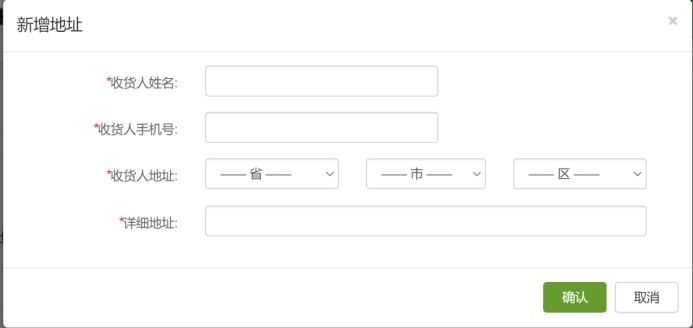 新增地址 ×
*收货人姓名:
*收货人手机号:
*收货人地址: —— 省 —— —— 市 —— —— 区 ——
*详细地址:
确认 取消